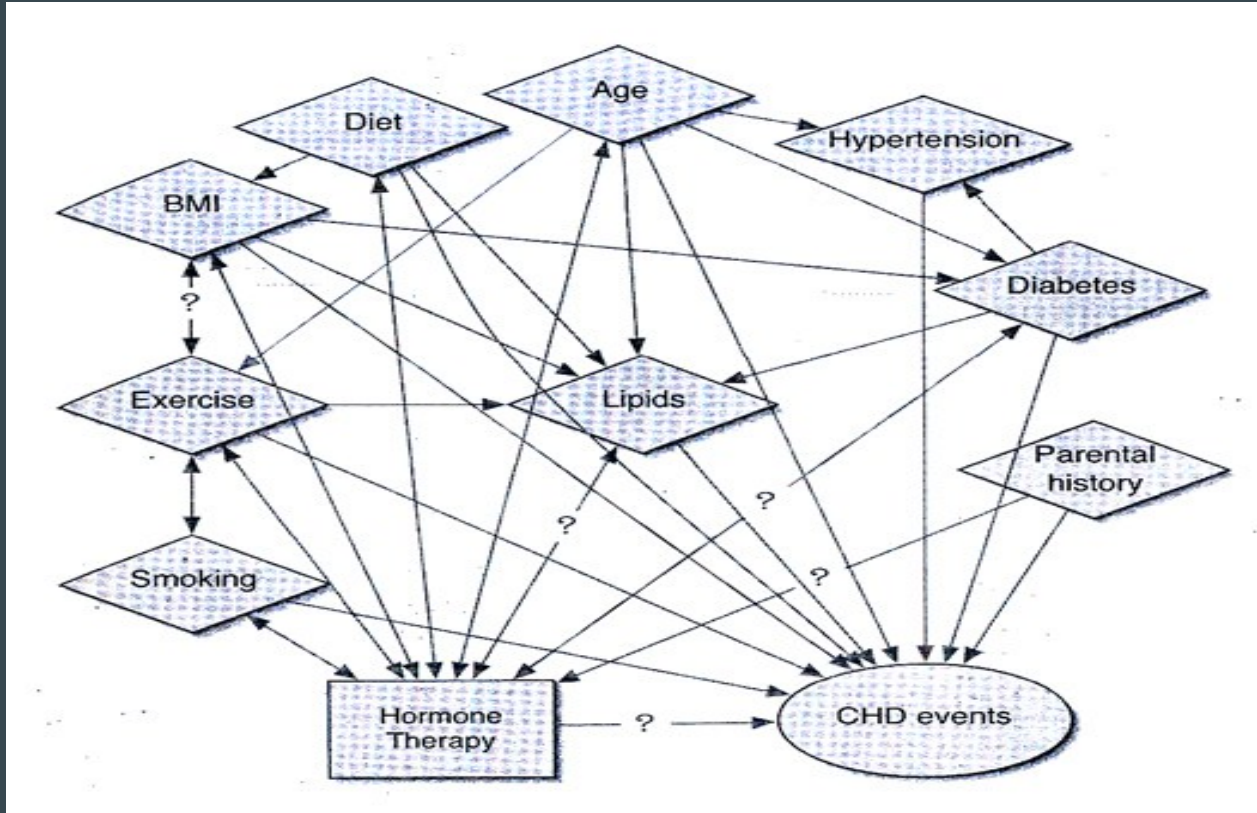 Age
Diet
Hypertension
BMI
Diabetes
?
Exercise
Lipids
Parental
history
?
?
?
Smoking
Hormone
Therapy
?
CHD events